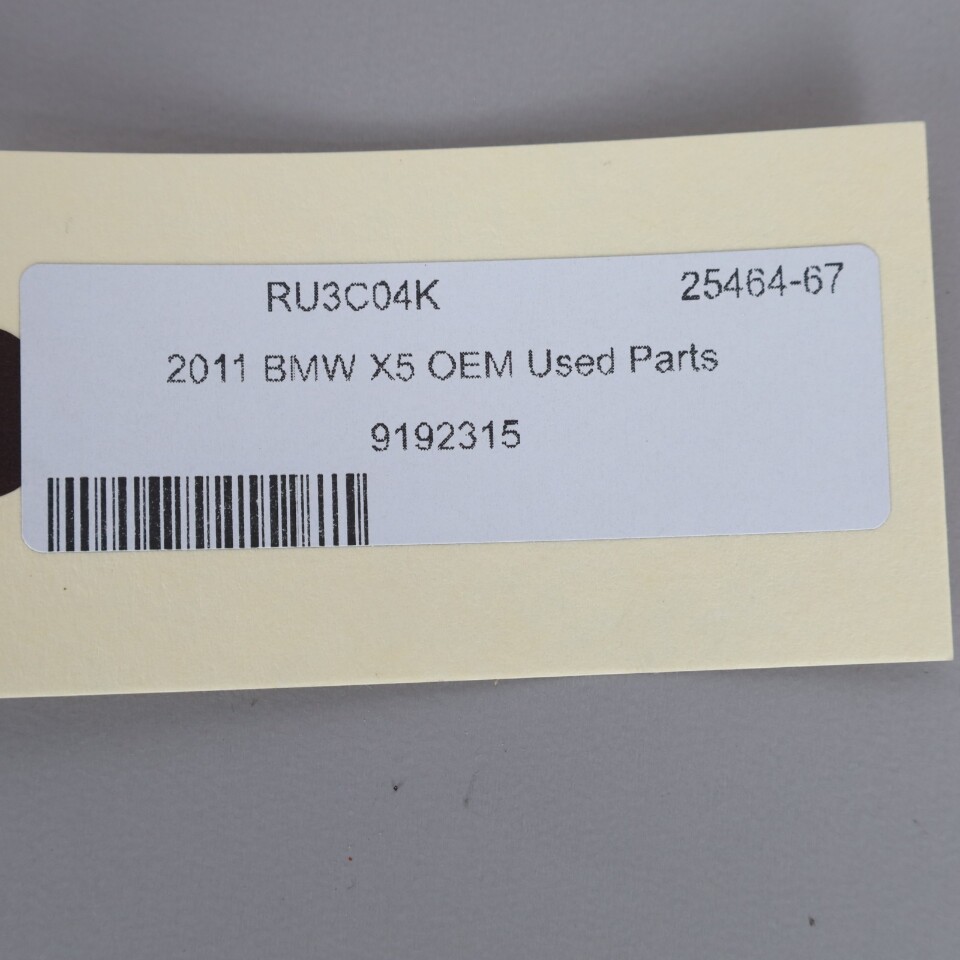 RU3C04K 25464-67
2011 BMW X5 OEM Used Parts
9192315